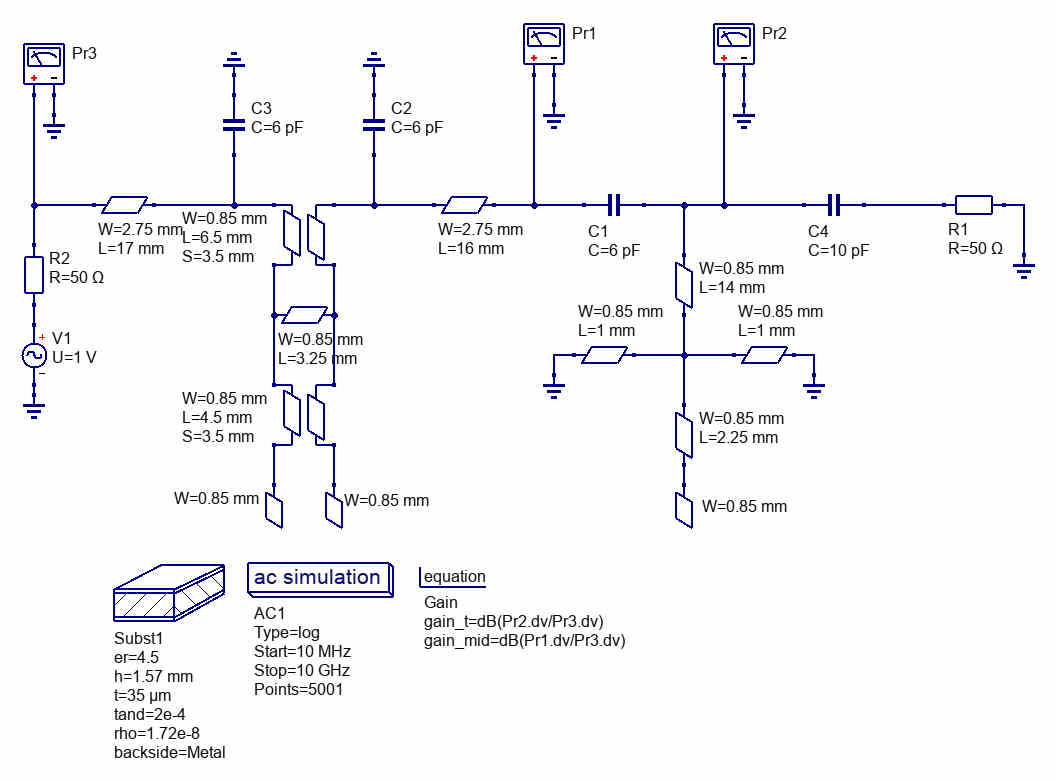 Pr3
Pr1
Pr2
C3
C=6 pF
C2
C=6 pF
W=2.75 mm
L=17 mm
W=0.85 mm
L=6.5 mm
S=3.5 mm
W=2.75 mm
L=16 mm
C1
C=6 pF
C4
C=10 pF
R1
R=50 Ω
R2
R=50 Ω
W=0.85 mm
L=14 mm
W=0.85 mm
L=1 mm
W=0.85 mm
L=1 mm
V1
U=1 V
W=0.85 mm
L=3.25 mm
W=0.85 mm
L=4.5 mm
S=3.5 mm
W=0.85 mm
L=2.25 mm
W=0.85 mm
W=0.85 mm
W=0.85 mm
Subst1
er=4.5
h=1.57 mm
t=35 µm
tand=2e-4
rho=1.72e-8
backside=Metal
ac simulation
AC1
Type=log
Start=10 MHz
Stop=10 GHz
Points=5001
equation
Gain
gain_t=dB(Pr2.dv/Pr3.dv)
gain_mid=dB(Pr1.dv/Pr3.dv)